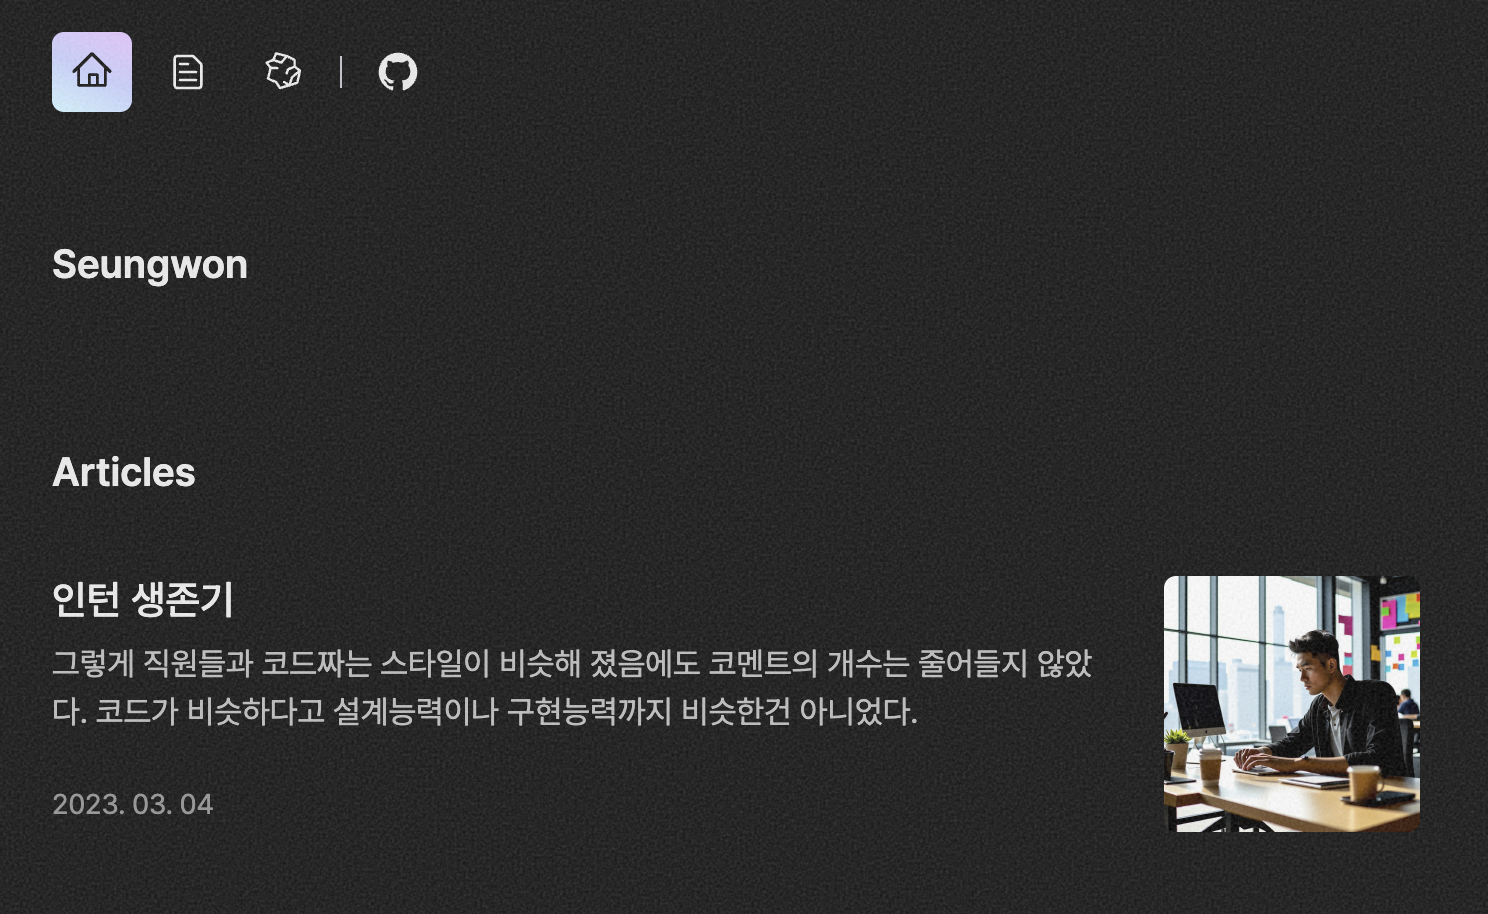 Seungwon
Articles
인턴 생존기
그렇게 직원들과 코드짜는 스타일이 비슷해 졌음에도 코멘트의 개수는 줄어들지 않았
다. 코드가 비슷하다고 설계능력이나 구현능력까지 비슷한건 아니었다.
2023. 03. 04